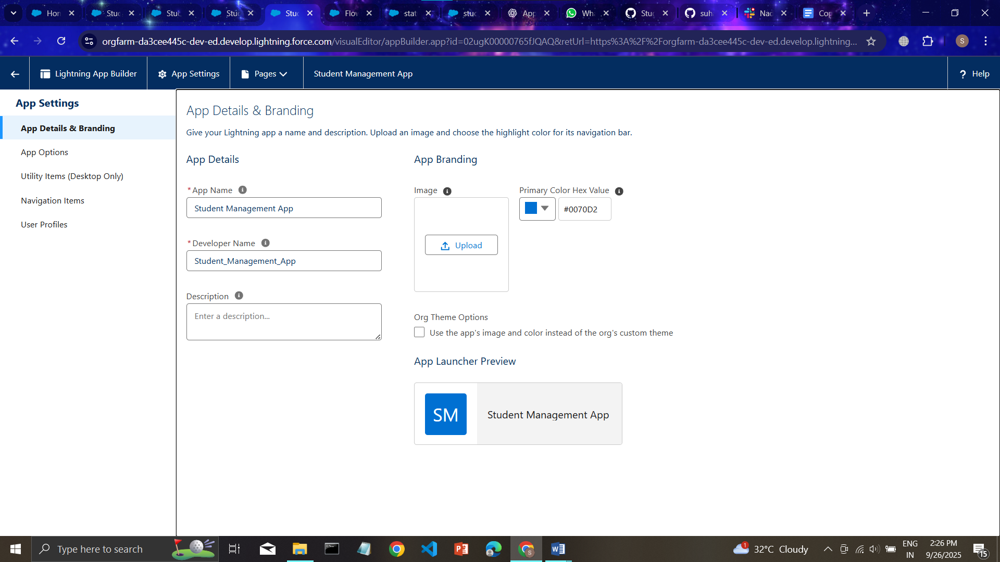 Hon
Stu
Stu
Stu
Stu
Flow
stat
stu
App
Wha
Stu
suh
Nac
Cop
orgfarm-da3cee445c-dev-ed.develop.lightning.force.com/visualEditor/appBuilder.app?id=02ugK00000765fJQAQ&retUrl=https%3A%2F%2Forgfarm-da3cee445c-dev-ed.develop.lightning...
S
Lightning App Builder
App Settings
Pages
Student Management App
? Help
App Settings
App Details & Branding
App Options
Utility Items (Desktop Only)
Navigation Items
User Profiles
App Details & Branding
Give your Lightning app a name and description. Upload an image and choose the highlight color for its navigation bar.
App Details
*App Name
Student Management App
*Developer Name
Student_Management_App
Description
Enter a description...
App Branding
Image
Upload
Primary Color Hex Value
#0070D2
Org Theme Options
Use the app's image and color instead of the org's custom theme
App Launcher Preview
SM
Student Management App
Type here to search
1
32°C Cloudy
ENG
IN
2:26 PM
9/26/2025
15